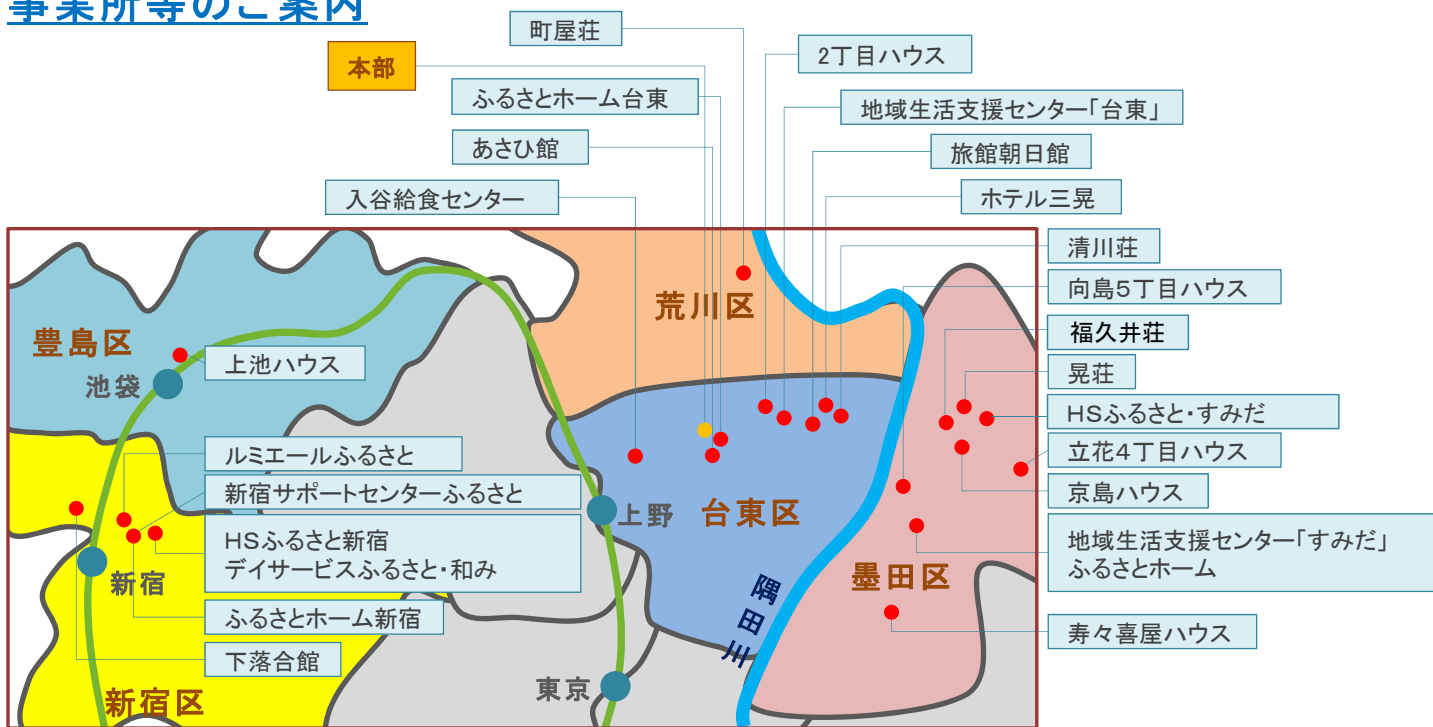 事業所等のご案内
町屋荘
本部
2丁目ハウス
ふるさとホーム台東
地域生活支援センター「台東」
あさひ館
旅館朝日館
入谷給食センター
ホテル三晃
清川荘
向島5丁目ハウス
福久井荘
晃荘
HSふるさと・すみだ
立花4丁目ハウス
京島ハウス
地域生活支援センター「すみだ」
ふるさとホーム
寿々喜屋ハウス
荒川区
豊島区
池袋
上池ハウス
ルミエールふるさと
新宿サポートセンターふるさと
HSふるさと新宿
デイサービスふるさと・和み
ふるさとホーム新宿
下落合館
新宿
新宿区
上野
台東区
隅田川
墨田区
東京